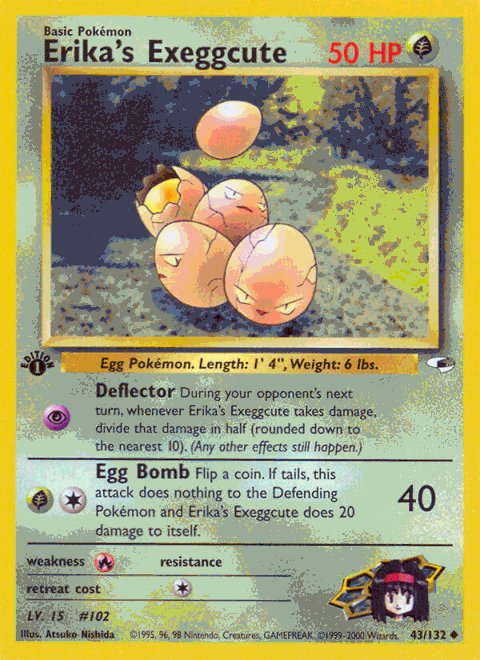 Basic Pokémon
Erika's Exeggcute 50 HP
EDITION
1
Egg Pokémon. Length: 1' 4", Weight: 6 lbs.
Deflector During your opponent's next
turn, whenever Erika's Exeggcute takes damage,
divide that damage in half (rounded down to
the nearest 10). (Any other effects still happen.)
Egg Bomb Flip a coin. If tails, this
attack does nothing to the Defending
Pokémon and Erika's Exeggcute does 20
damage to itself.
40
weakness resistance
retreat cost
LV. 15 #102
Illus. Atsuko Nishida ©1995, 96, 98 Nintendo, Creatures, GAMEFREAK. ©1999-2000 Wizards. 43/132